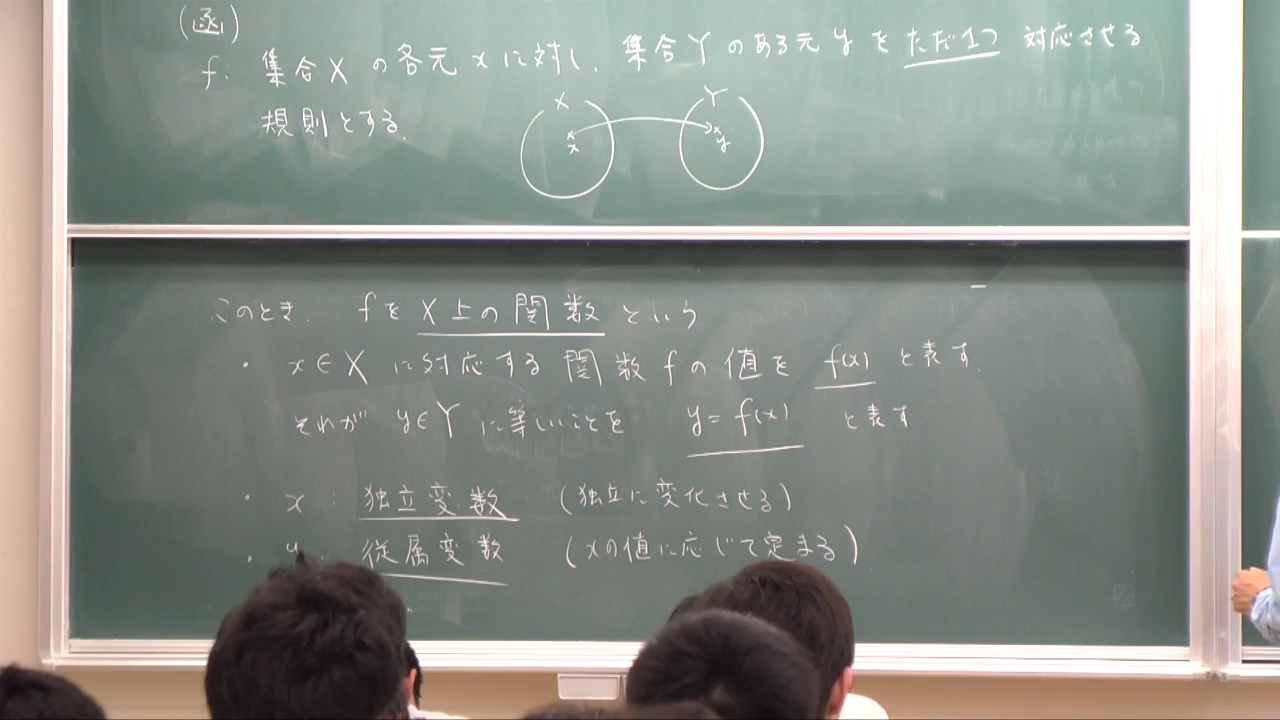 (函)
f: 集合 X の各元 x に対し, 集合 Y のある元 y を ただ1つ 対応させる
規則とする.
X Y
x y
このとき, f を X上の関数 という
・ x∈X に対応する 関数 f の値を f(x) と表す.
それが y∈Y に等しいことを y = f(x) と表す.
・ x : 独立変数 (独立に変化させる)
・ y : 従属変数 (xの値に応じて定まる).